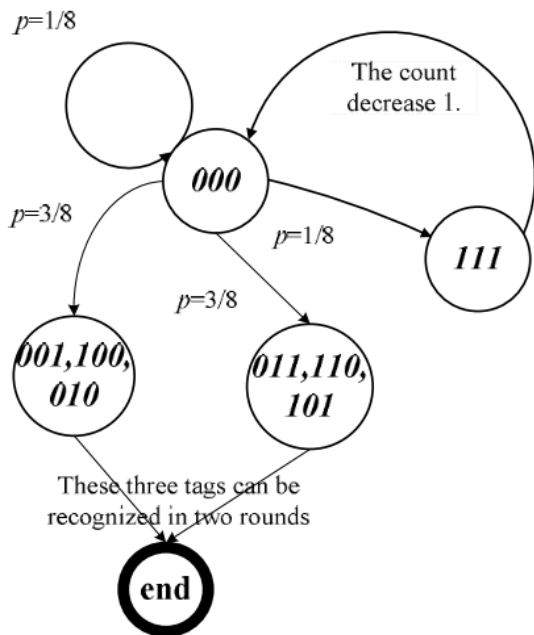 p=1/8
The count
decrease 1.
000
p=3/8
p=1/8
111
p=3/8
001,100,
010
011,110,
101
These three tags can be
recognized in two rounds
end